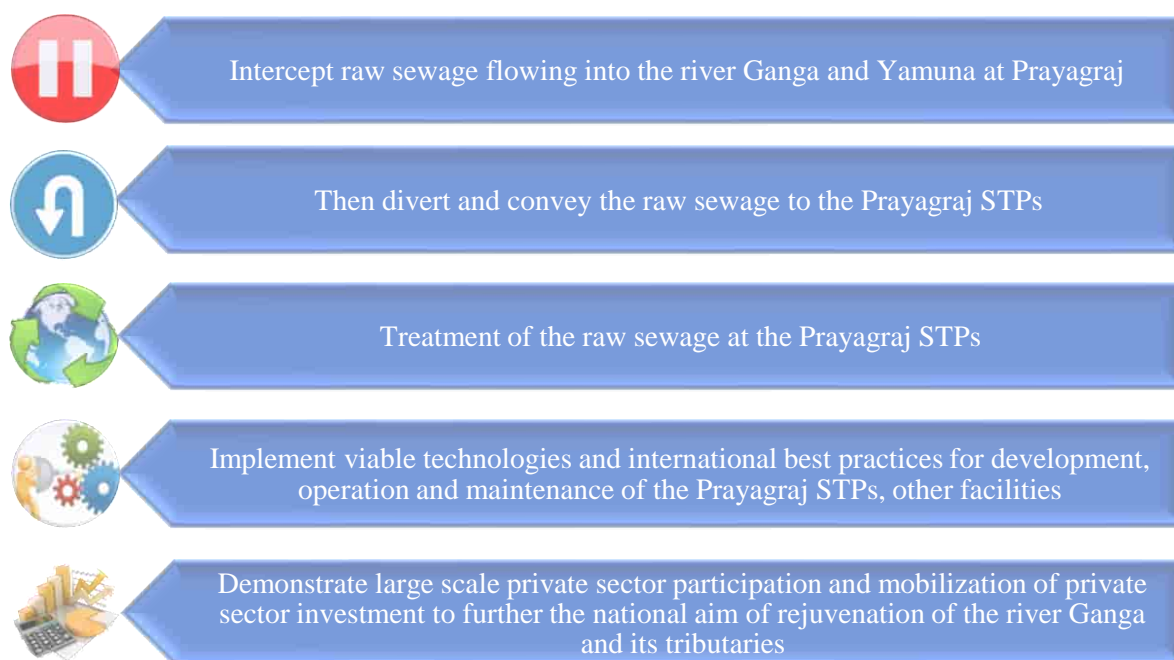 Intercept raw sewage flowing into the river Ganga and Yamuna at Prayagraj
Then divert and convey the raw sewage to the Prayagraj STPs
Treatment of the raw sewage at the Prayagraj STPs
Implement viable technologies and international best practices for development,
operation and maintenance of the Prayagraj STPs, other facilities
Demonstrate large scale private sector participation and mobilization of private
sector investment to further the national aim of rejuvenation of the river Ganga
and its tributaries